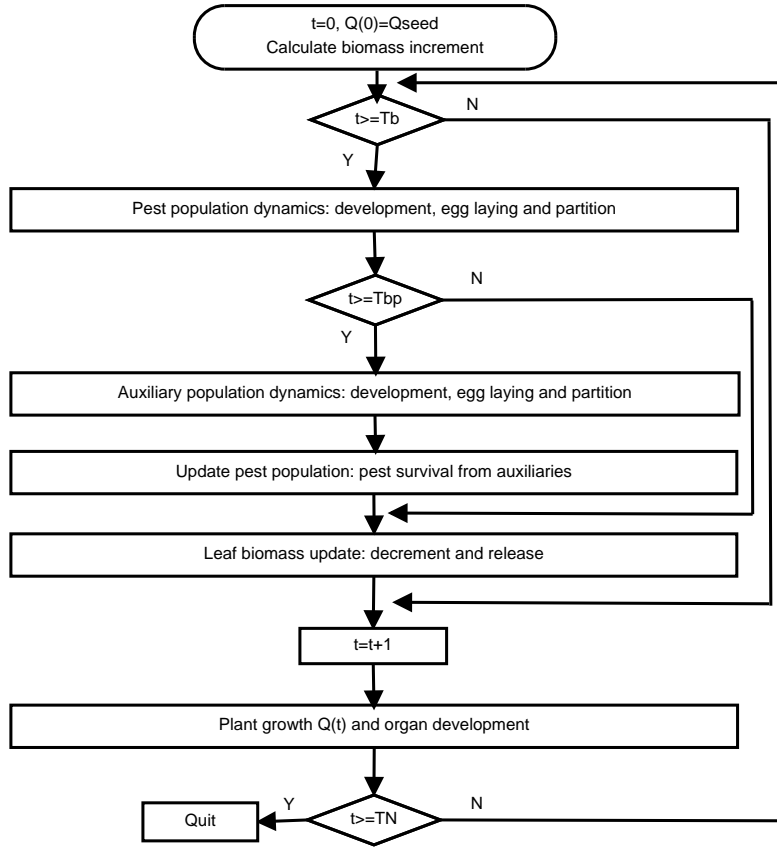 t=0, Q(0)=Qseed
Calculate biomass increment
N
t>=Tb
Y
Pest population dynamics: development, egg laying and partition
N
t>=Tbp
Y
Auxiliary population dynamics: development, egg laying and partition
Update pest population: pest survival from auxiliaries
Leaf biomass update: decrement and release
t=t+1
Plant growth Q(t) and organ development
Y
N
Quit
t>=TN